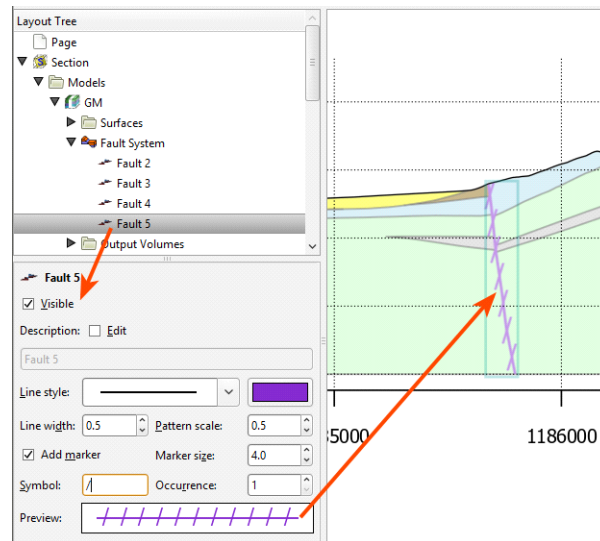 Layout Tree
Page
Section
Models
GM
Surfaces
Fault System
Fault 2
Fault 3
Fault 4
Fault 5
Output Volumes
Fault 5
Visible
Description: Edit
Fault 5
Line style:
Line width: 0.5 Pattern scale: 0.5
Add marker Marker size: 4.0
Symbol: / Occurrence: 1
Preview:
35000 1186000